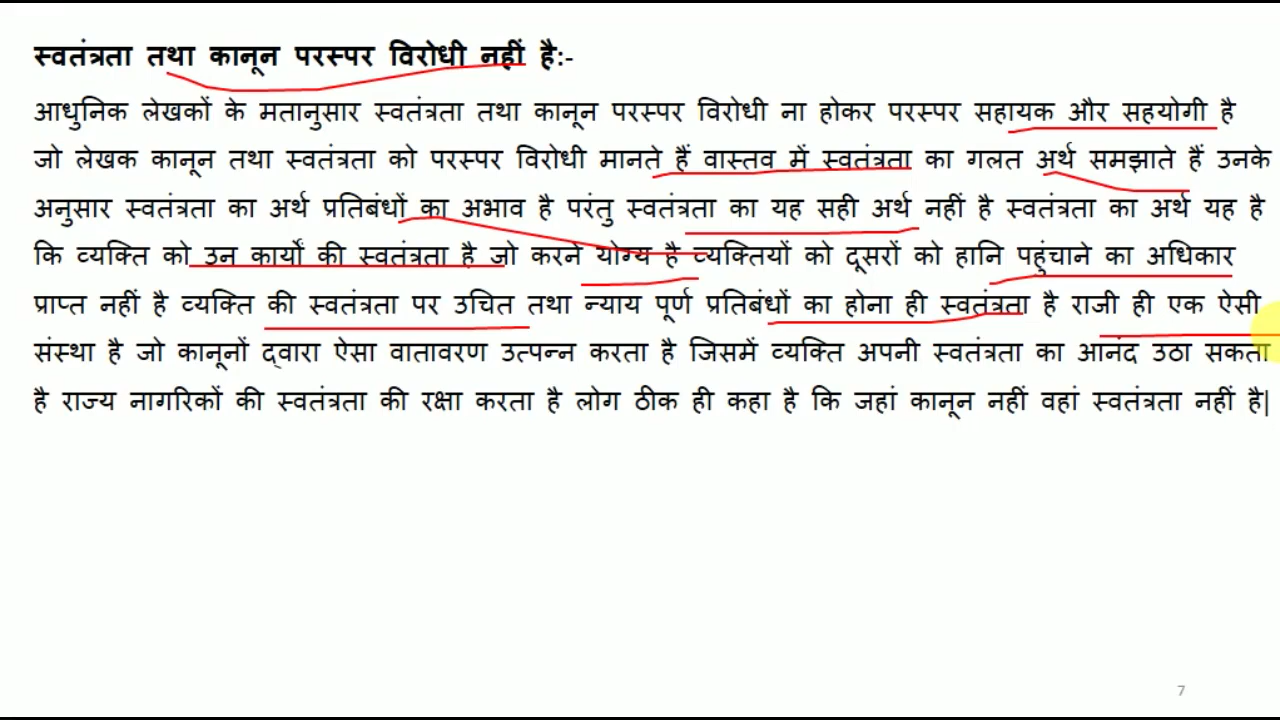 स्वतंत्रता तथा कानून परस्पर विरोधी नहीं है:-
आधुनिक लेखकों के मतानुसार स्वतंत्रता तथा कानून परस्पर विरोधी ना होकर परस्पर सहायक और सहयोगी है
जो लेखक कानून तथा स्वतंत्रता को परस्पर विरोधी मानते हैं वास्तव में स्वतंत्रता का गलत अर्थ समझाते हैं उनके
अनुसार स्वतंत्रता का अर्थ प्रतिबंधों का अभाव है परंतु स्वतंत्रता का यह सही अर्थ नहीं है स्वतंत्रता का अर्थ यह है
कि व्यक्ति को उन कार्यों की स्वतंत्रता है जो करने योग्य है व्यक्तियों को दूसरों को हानि पहुंचाने का अधिकार
प्राप्त नहीं है व्यक्ति की स्वतंत्रता पर उचित तथा न्याय पूर्ण प्रतिबंधों का होना ही स्वतंत्रता है राजी ही एक ऐसी
संस्था है जो कानूनों द्वारा ऐसा वातावरण उत्पन्न करता है जिसमें व्यक्ति अपनी स्वतंत्रता का आनंद उठा सकता
है राज्य नागरिकों की स्वतंत्रता की रक्षा करता है लोग ठीक ही कहा है कि जहां कानून नहीं वहां स्वतंत्रता नहीं है|
7